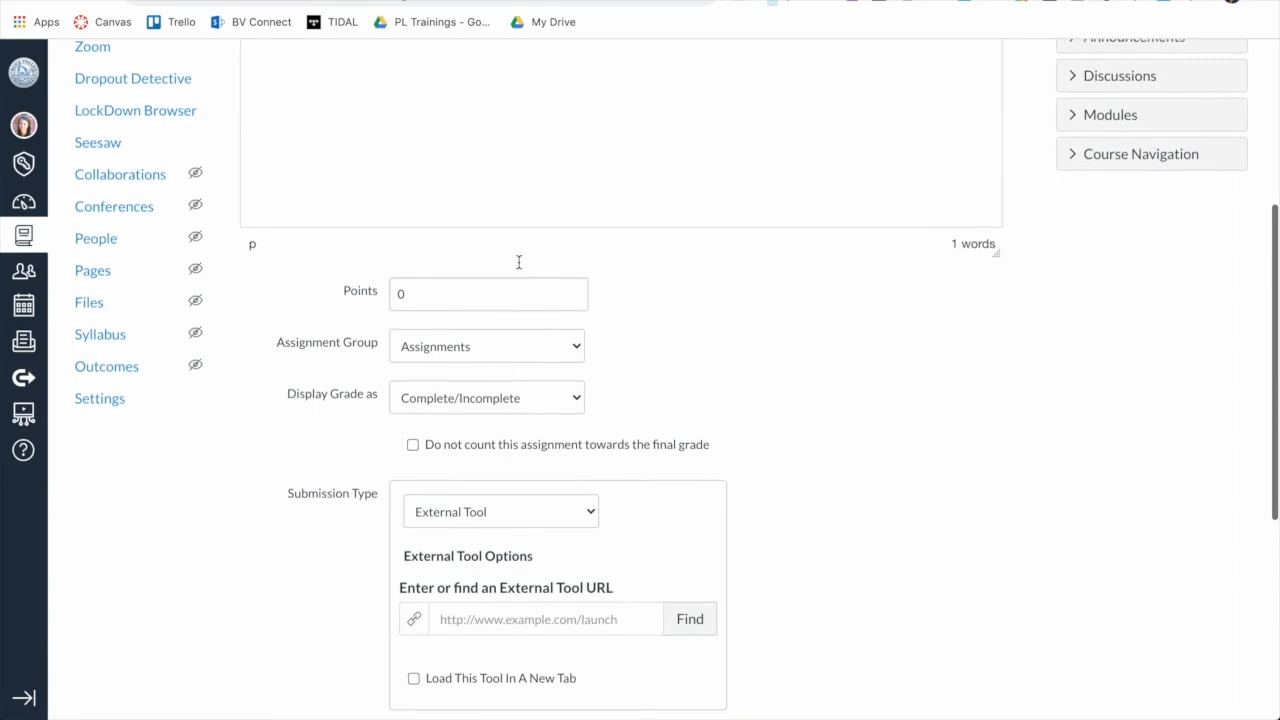 Apps Canvas Trello BV Connect TIDAL PL Trainings - Go... My Drive
Zoom
Dropout Detective
LockDown Browser
Seesaw
Collaborations
Conferences
People
Pages
Files
Syllabus
Outcomes
Settings
p 1 words
Points 0
Assignment Group Assignments
Display Grade as Complete/Incomplete
Do not count this assignment towards the final grade
Submission Type
External Tool
External Tool Options
Enter or find an External Tool URL
http://www.example.com/launch Find
Load This Tool In A New Tab
Announcements
Discussions
Modules
Course Navigation